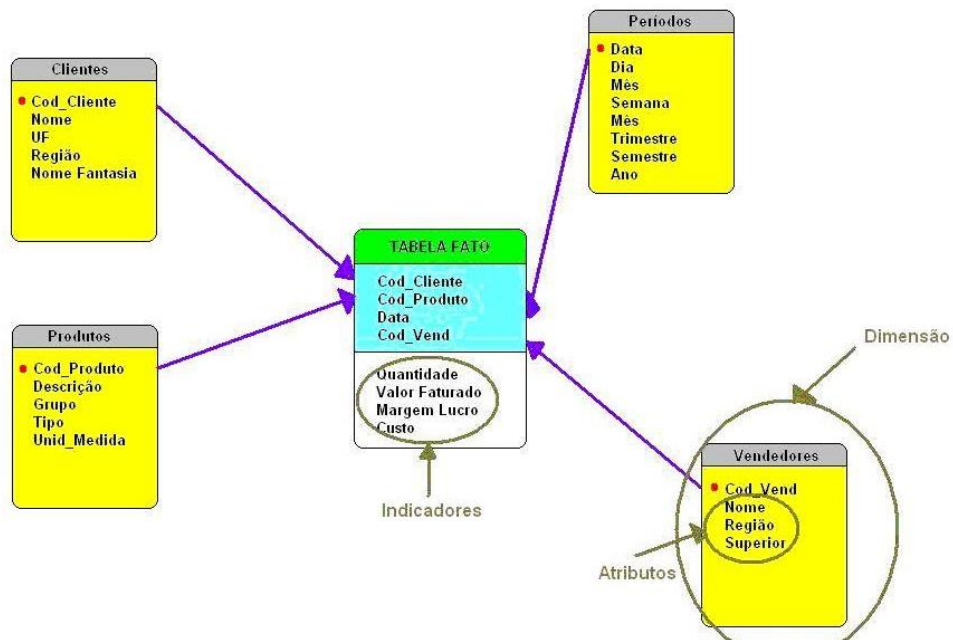 Períodos
Data
Dia
Mês
Semana
Mês
Trimestre
Semestre
Ano
Clientes
Cod_Cliente
Nome
UF
Região
Nome Fantasia
TABELA FATO
Cod_Cliente
Cod_Produto
Data
Cod_Vend
Quantidade
Valor Faturado
Margem Lucro
Custo
Indicadores
Produtos
Cod_Produto
Descrição
Grupo
Tipo
Unid_Medida
Dimensão
Vendedores
Cod_Vend
Nome
Região
Superior
Atributos